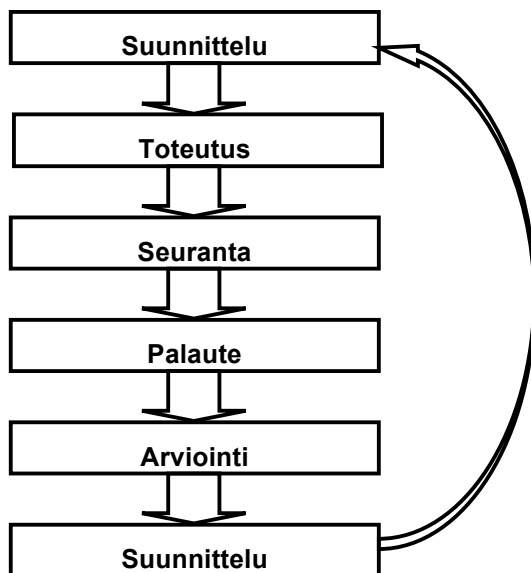 Suunnittelu
Toteutus
Seuranta
Palaute
Arviointi
Suunnittelu